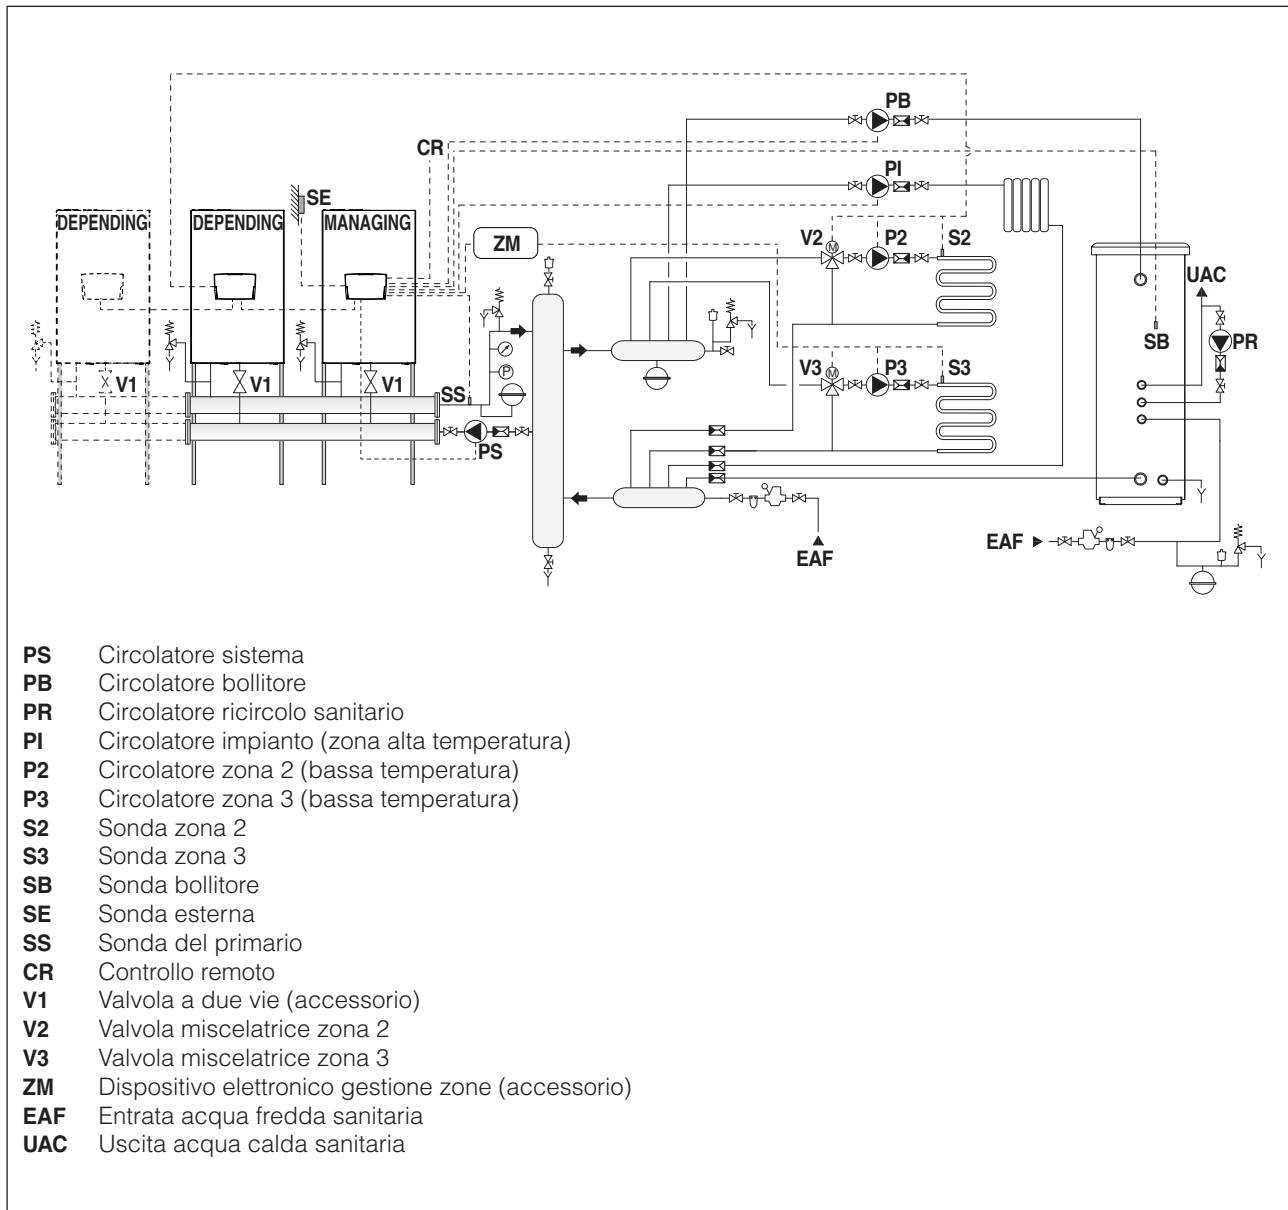 PB
CR
PI
SE
DEPENDING DEPENDING MANAGING
ZM
V2 M P2 S2
UAC
SB PR
V3 M P3 S3
V1 V1 V1 SS P
PS
EAF EAF
PS Circolatore sistema
PB Circolatore bollitore
PR Circolatore ricircolo sanitario
PI Circolatore impianto (zona alta temperatura)
P2 Circolatore zona 2 (bassa temperatura)
P3 Circolatore zona 3 (bassa temperatura)
S2 Sonda zona 2
S3 Sonda zona 3
SB Sonda bollitore
SE Sonda esterna
SS Sonda del primario
CR Controllo remoto
V1 Valvola a due vie (accessorio)
V2 Valvola miscelatrice zona 2
V3 Valvola miscelatrice zona 3
ZM Dispositivo elettronico gestione zone (accessorio)
EAF Entrata acqua fredda sanitaria
UAC Uscita acqua calda sanitaria